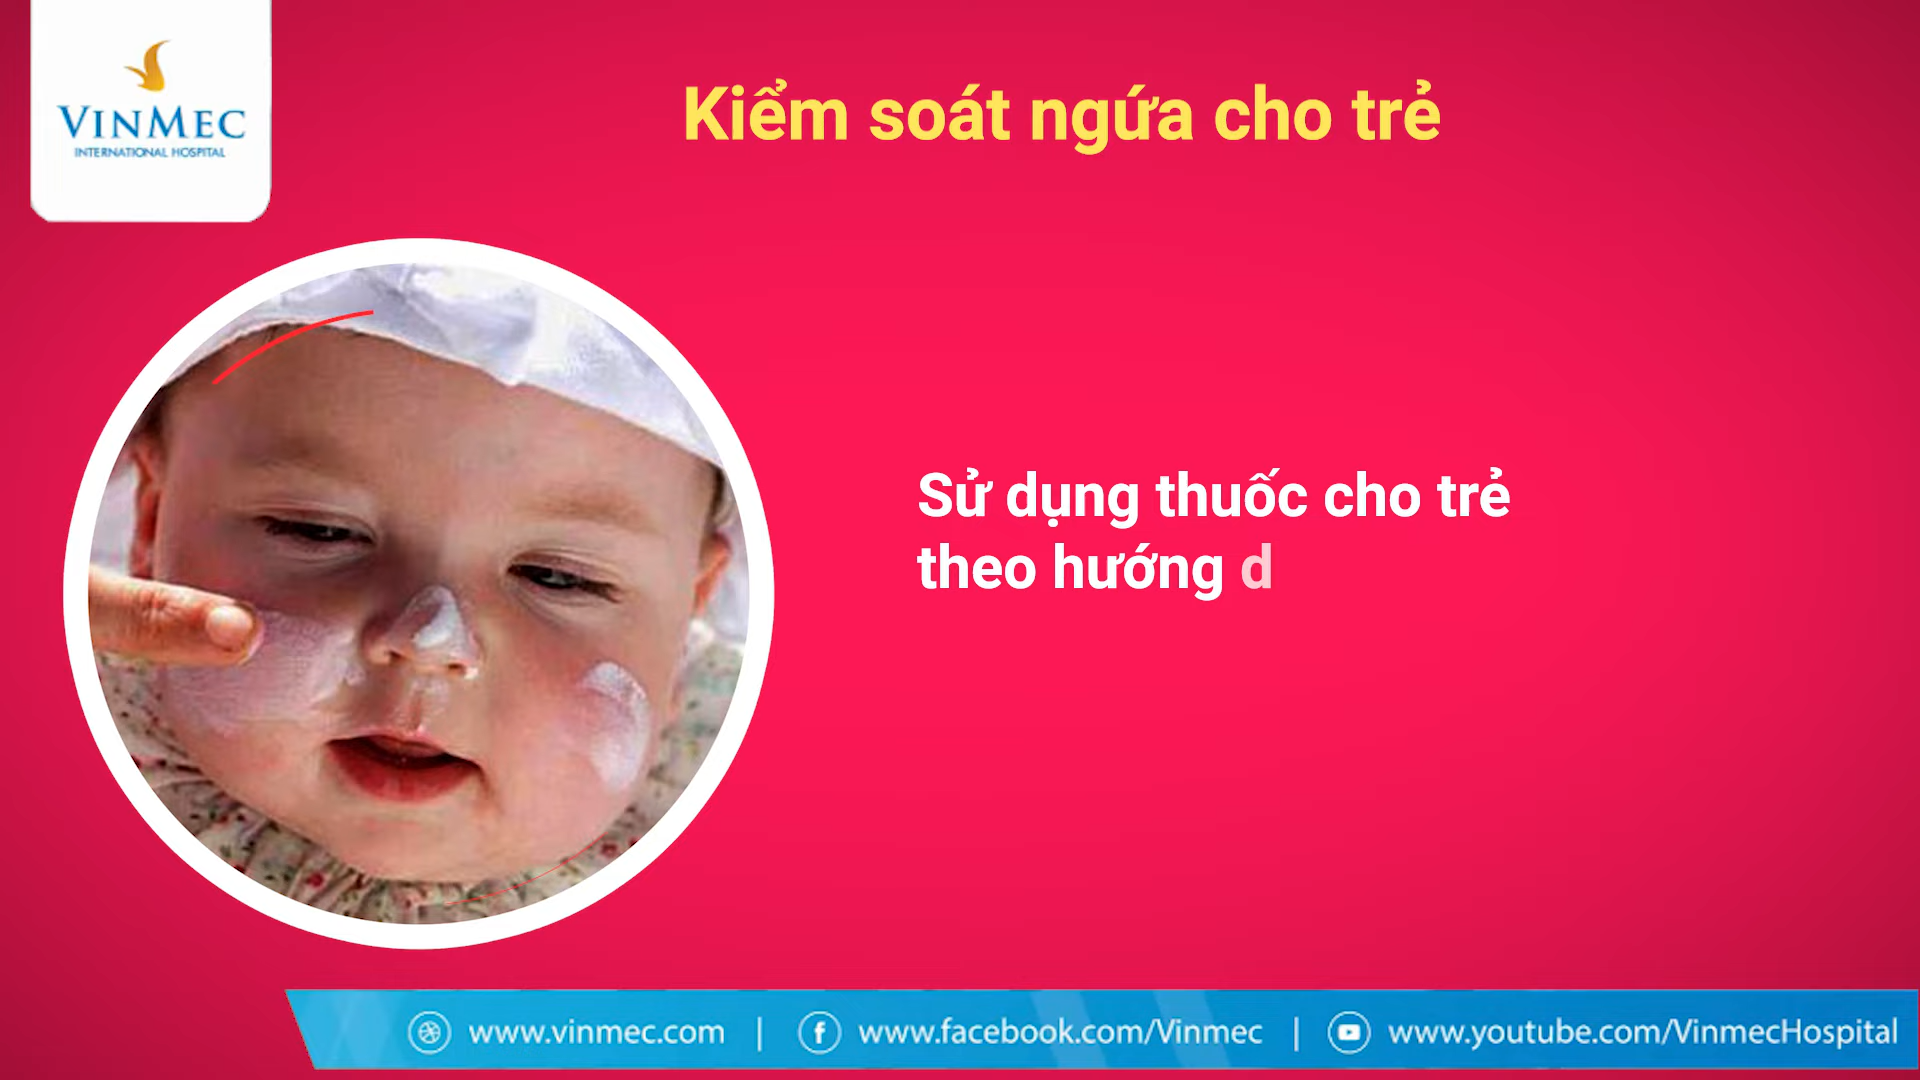 VINMEC
INTERNATIONAL HOSPITAL
Kiểm soát ngứa cho trẻ
Sử dụng thuốc cho trẻ
theo hướng d
www.vinmec.com | www.facebook.com/Vinmec | www.youtube.com/VinmecHospital